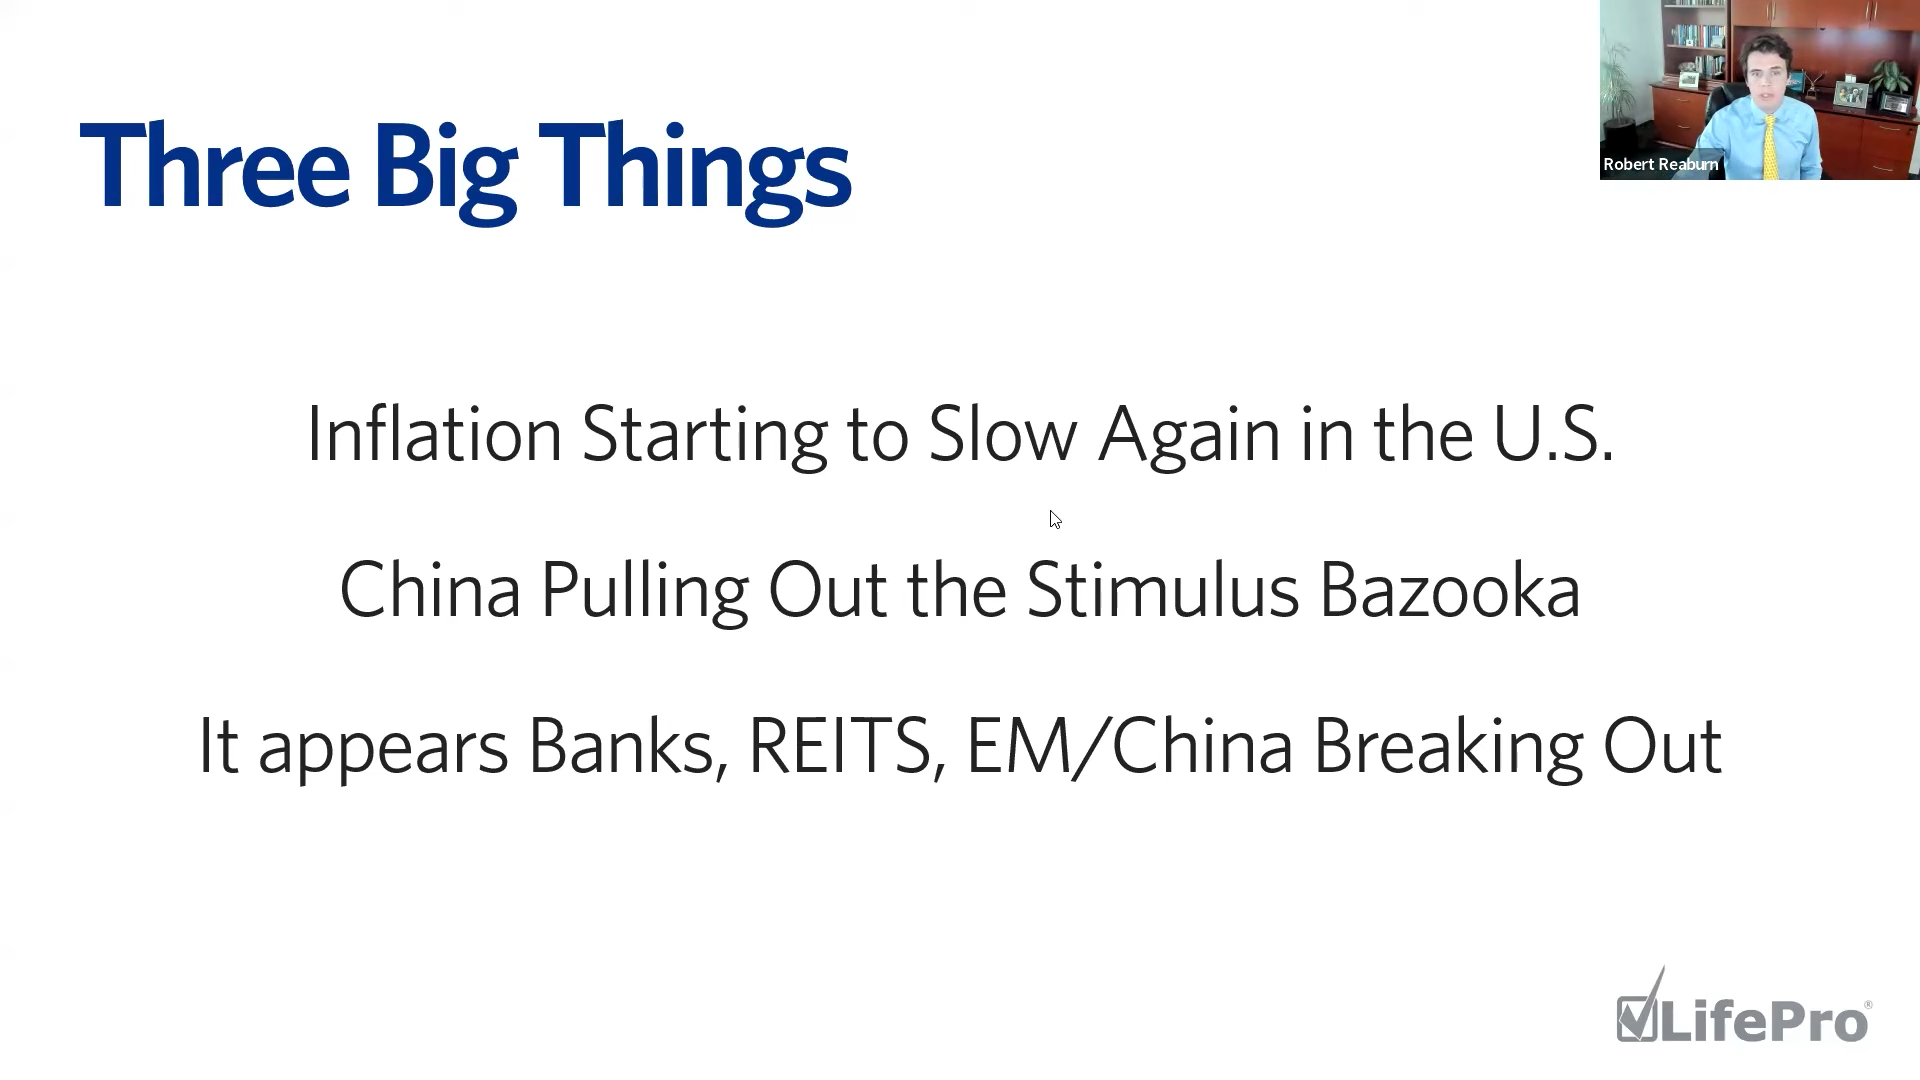 Three Big Things
Robert Reaburn
Inflation Starting to Slow Again in the U.S.
China Pulling Out the Stimulus Bazooka
It appears Banks, REITS, EM/China Breaking Out
LifePro®